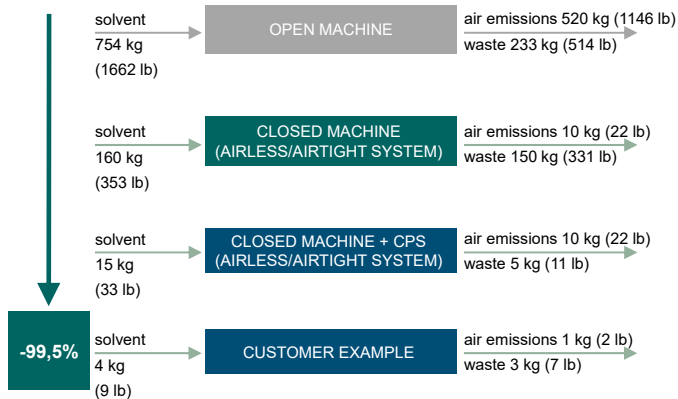 solvent
754 kg
(1662 lb)
OPEN MACHINE
air emissions 520 kg (1146 lb)
waste 233 kg (514 lb)
solvent
160 kg
(353 lb)
CLOSED MACHINE
(AIRLESS/AIRTIGHT SYSTEM)
air emissions 10 kg (22 lb)
waste 150 kg (331 lb)
solvent
15 kg
(33 lb)
CLOSED MACHINE + CPS
(AIRLESS/AIRTIGHT SYSTEM)
air emissions 10 kg (22 lb)
waste 5 kg (11 lb)
-99,5%
solvent
4 kg
(9 lb)
CUSTOMER EXAMPLE
air emissions 1 kg (2 lb)
waste 3 kg (7 lb)